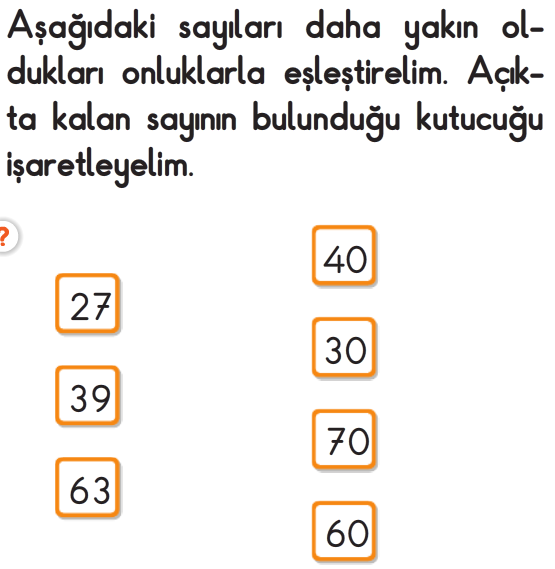 Aşağıdaki sayıları daha yakın ol-
dukları onluklarla eşleştirelim. Açık-
ta kalan sayının bulunduğu kutucuğu
işaretleyelim.
?
40
27
30
39
70
63
60